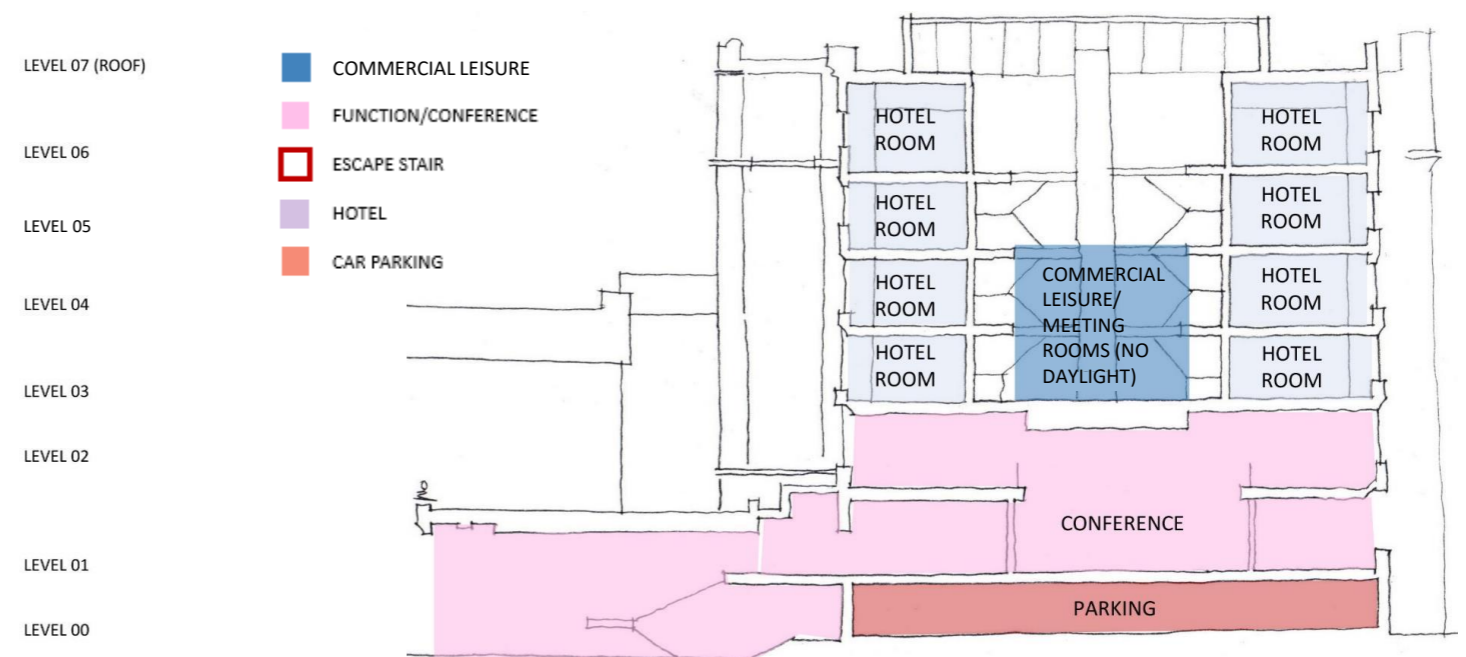 LEVEL 07 (ROOF)
LEVEL 06
LEVEL 05
LEVEL 04
LEVEL 03
LEVEL 02
LEVEL 01
LEVEL 00
COMMERCIAL LEISURE
FUNCTION/CONFERENCE
ESCAPE STAIR
HOTEL
CAR PARKING
HOTEL
ROOM
HOTEL
ROOM
HOTEL
ROOM
HOTEL
ROOM
COMMERCIAL
LEISURE/
MEETING
ROOMS (NO
DAYLIGHT)
HOTEL
ROOM
HOTEL
ROOM
HOTEL
ROOM
HOTEL
ROOM
CONFERENCE
PARKING